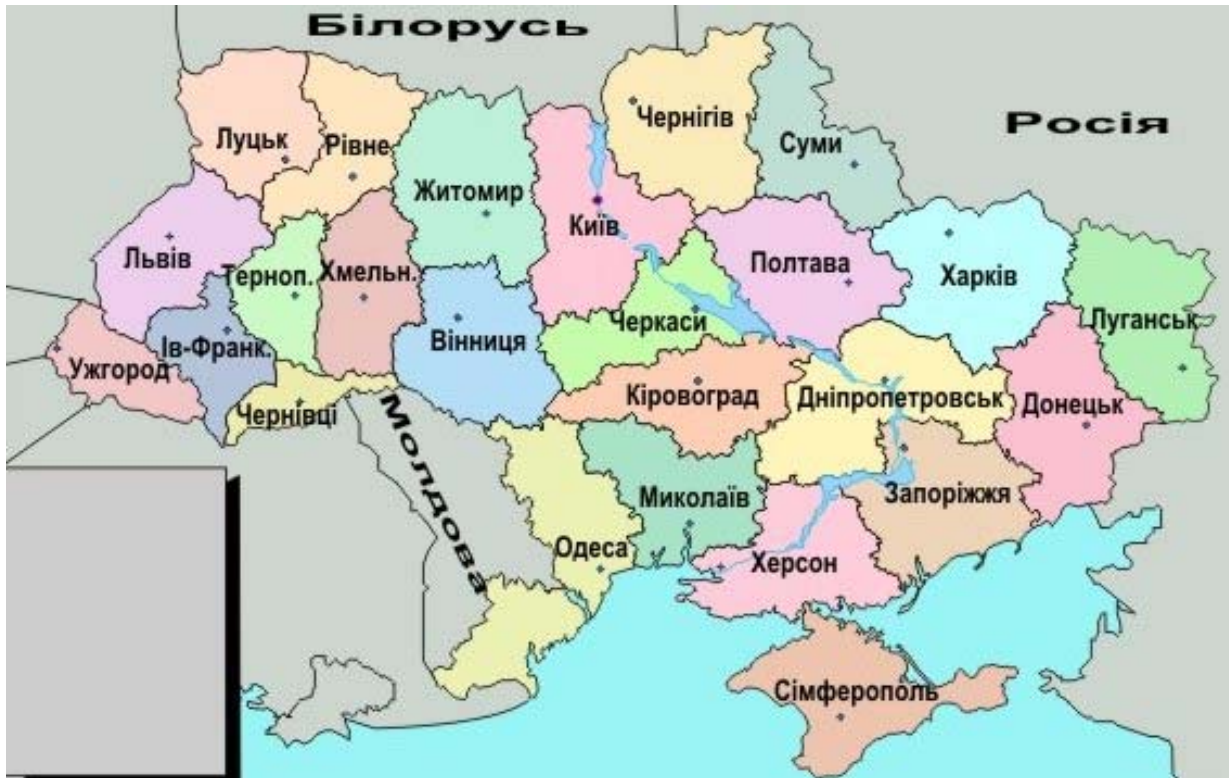 Білорусь
Росія
Чернігів
Луцьк
Рівне
Суми
Житомир
Київ
Львів
Терноп.
Хмельн.
Полтава
Харків
Черкаси
Луганськ
Вінниця
Ів-Франк.
Ужгород
Чернівці
Кіровоград
Дніпропетровськ
Донецьк
Молдова
Миколаїв
Запоріжжя
Одеса
Херсон
Сімферополь